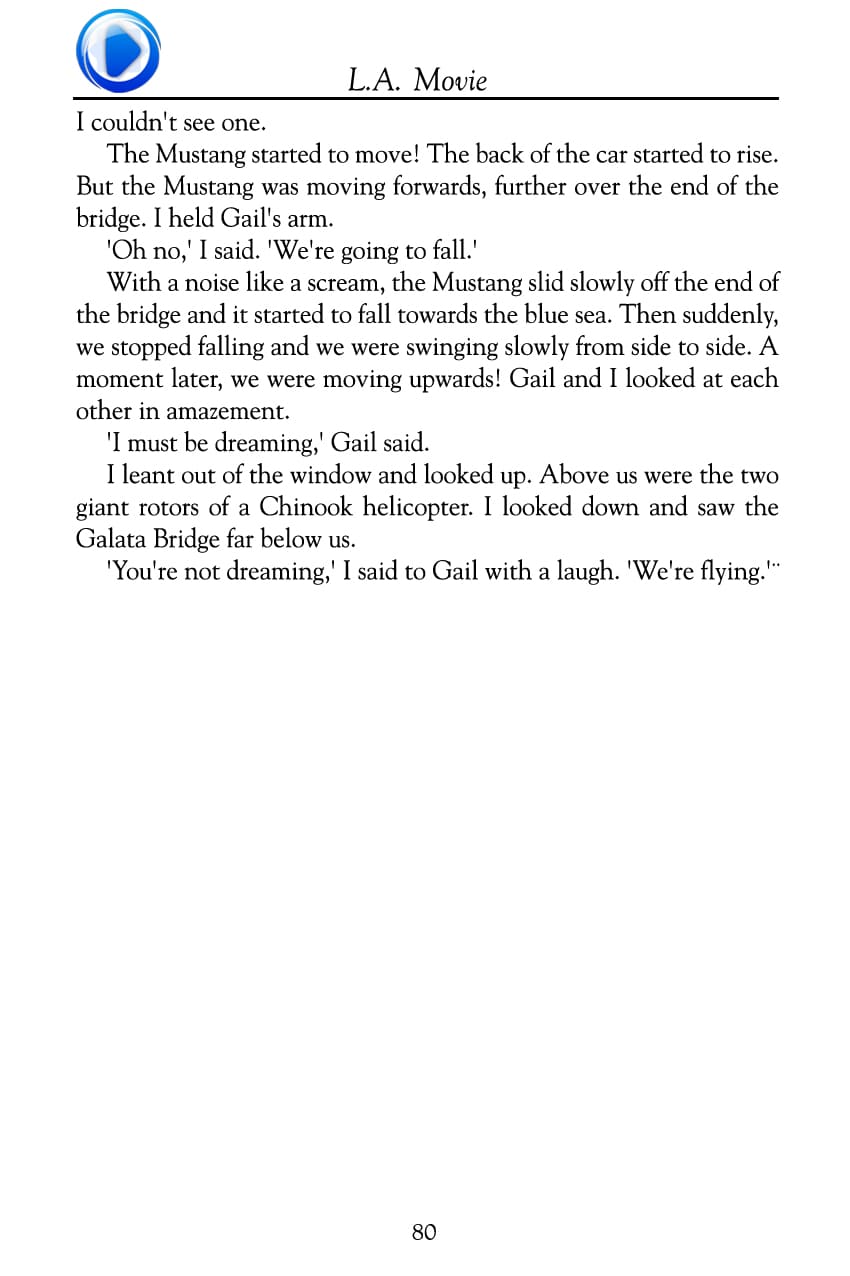 L.A. Movie
I couldn't see one.
The Mustang started to move! The back of the car started to rise.
But the Mustang was moving forwards, further over the end of the
bridge. I held Gail's arm.
'Oh no,' I said. 'We're going to fall.'
With a noise like a scream, the Mustang slid slowly off the end of
the bridge and it started to fall towards the blue sea. Then suddenly,
we stopped falling and we were swinging slowly from side to side. A
moment later, we were moving upwards! Gail and I looked at each
other in amazement.
'I must be dreaming,' Gail said.
I leant out of the window and looked up. Above us were the two
giant rotors of a Chinook helicopter. I looked down and saw the
Galata Bridge far below us.
'You're not dreaming,' I said to Gail with a laugh. 'We're flying.'¨
80